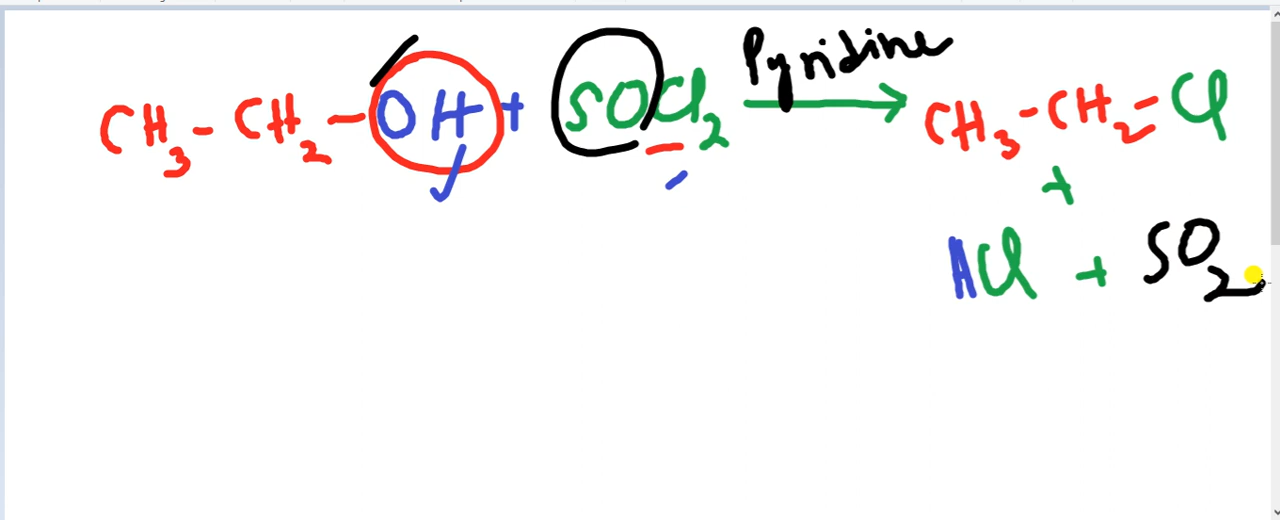 Pyridine
CH3 - CH2 - OH + SOCl2 → CH3 - CH2 - Cl
+
HCl + SO2